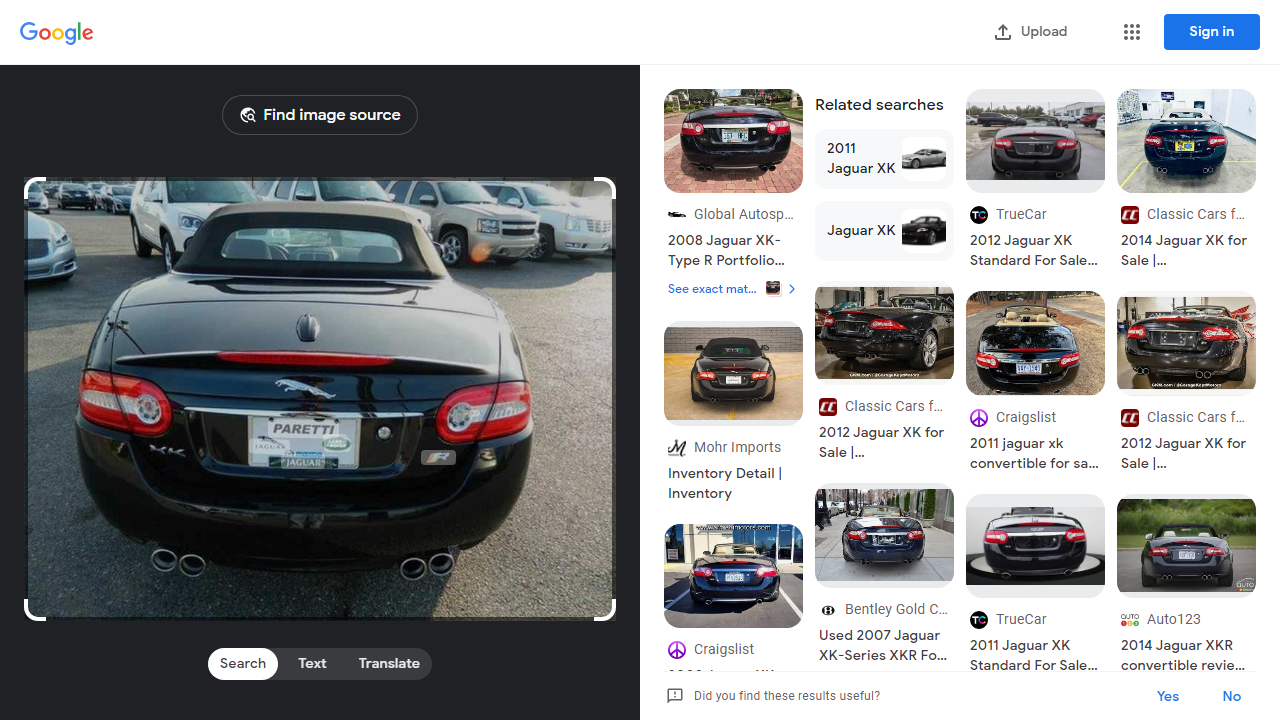 Google
Upload
Sign in
Find image source
PARETTI
JAGUAR
LAND ROVER
JAGUAR
XK
R
Search
Text
Translate
Global Autosp...
2008 Jaguar XK-
Type R Portfolio...
See exact mat...
Mohr Imports
Inventory Detail |
Inventory
Craigslist
Related searches
2011
Jaguar XK
Jaguar XK
Classic Cars f...
2012 Jaguar XK for
Sale |...
Bentley Gold C...
Used 2007 Jaguar
XK-Series XKR Fo...
TrueCar
2012 Jaguar XK
Standard For Sale...
Craigslist
2011 jaguar xk
convertible for sa...
TrueCar
2011 Jaguar XK
Standard For Sale...
Classic Cars f...
2014 Jaguar XK for
Sale |...
Classic Cars f...
2012 Jaguar XK for
Sale |...
Auto123
2014 Jaguar XKR
convertible revie...
Did you find these results useful?
Yes
No